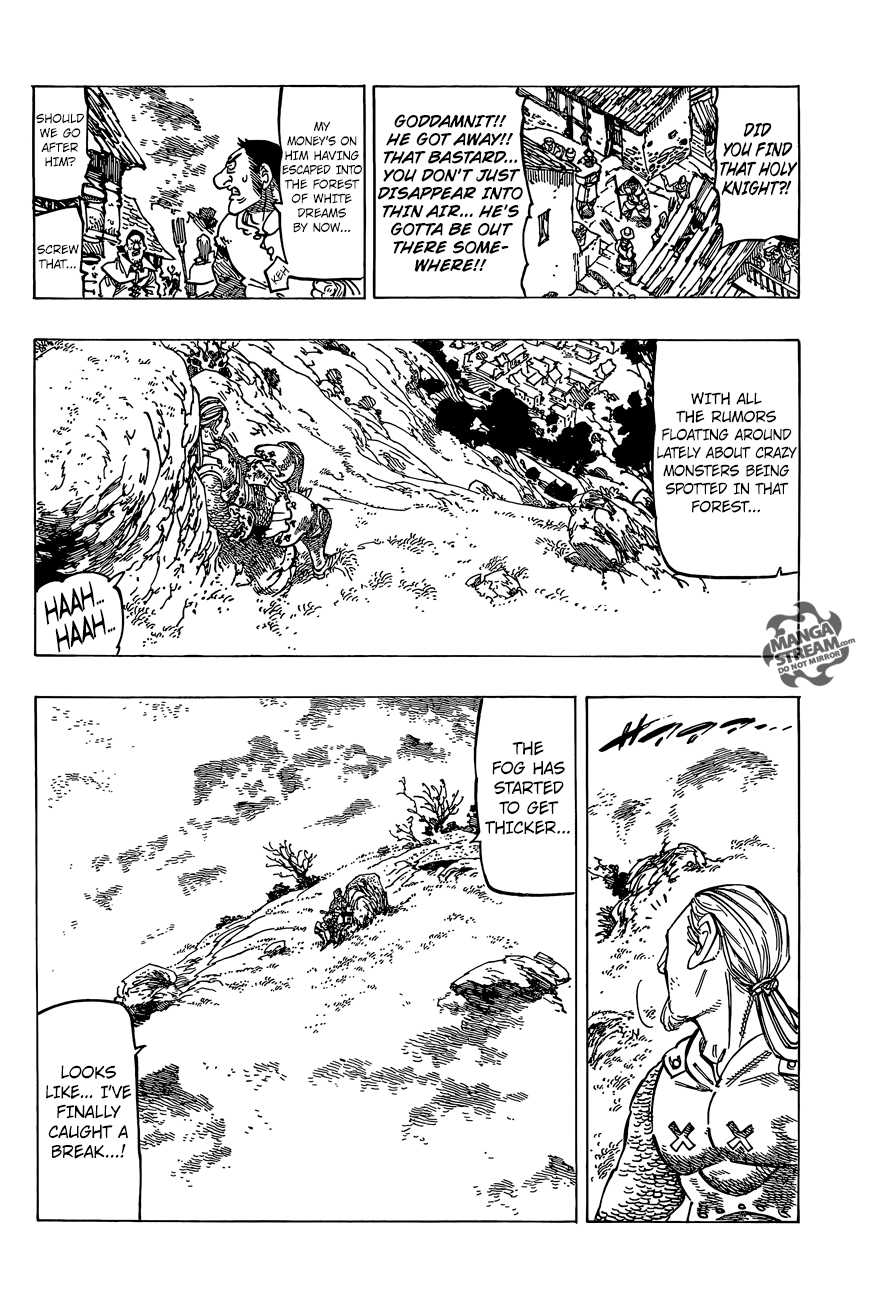 DID
YOU FIND
THAT HOLY
KNIGHT?!
GODDAMNIT!!
HE GOT AWAY!!
THAT BASTARD...
YOU DON'T JUST
DISAPPEAR INTO
THIN AIR... HE'S
GOTTA BE OUT
THERE SOME-
WHERE!!
MY
MONEY'S ON
HIM HAVING
ESCAPED INTO
THE FOREST
OF WHITE
DREAMS
BY NOW...
KEH
SHOULD
WE GO
AFTER
HIM?
SCREW
THAT...
WITH ALL
THE RUMORS
FLOATING AROUND
LATELY ABOUT CRAZY
MONSTERS BEING
SPOTTED IN THAT
FOREST...
HAAH...
HAAH...
MANGA
STREAM.com
DO NOT MIRROR
THE
FOG HAS
STARTED
TO GET
THICKER...
LOOKS
LIKE... I'VE
FINALLY
CAUGHT A
BREAK...!